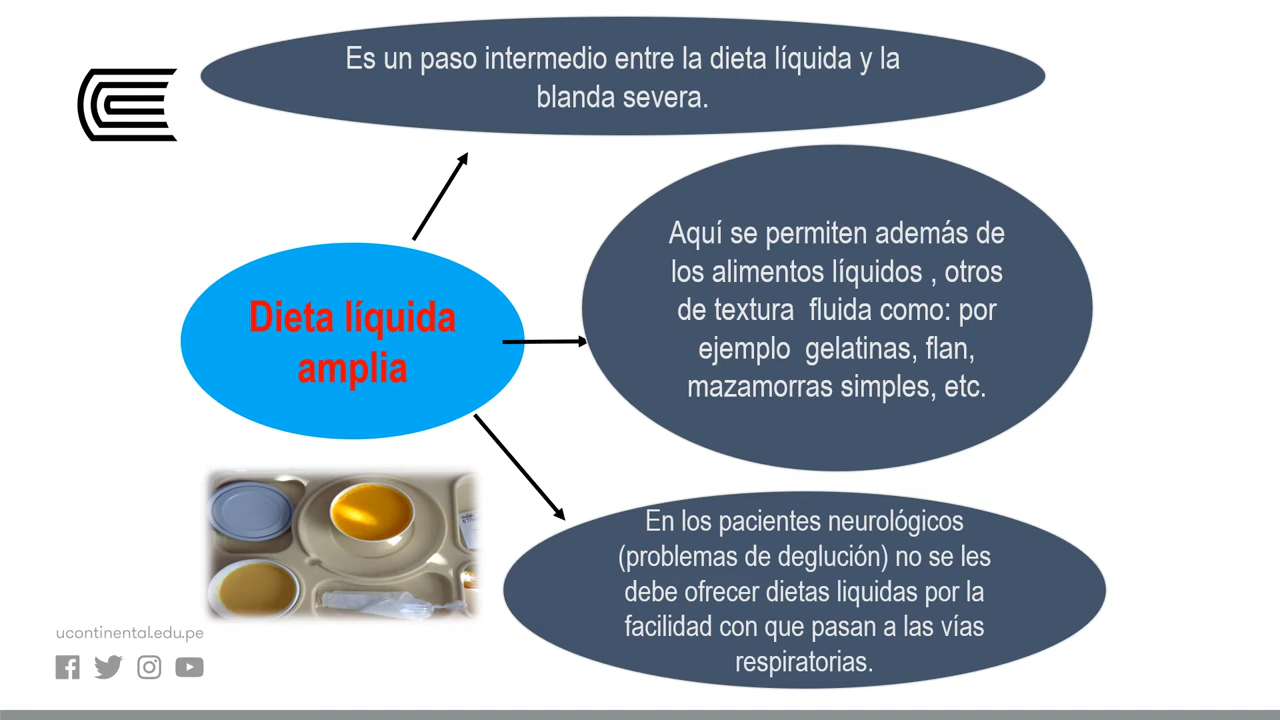 Es un paso intermedio entre la dieta líquida y la
blanda severa.
Dieta líquida
amplia
Aquí se permiten además de
los alimentos líquidos , otros
de textura  fluida como: por
ejemplo  gelatinas, flan,
mazamorras simples, etc.
En los pacientes neurológicos
(problemas de deglución) no se les
debe ofrecer dietas liquidas por la
facilidad con que pasan a las vías
respiratorias.
ucontinental.edu.pe